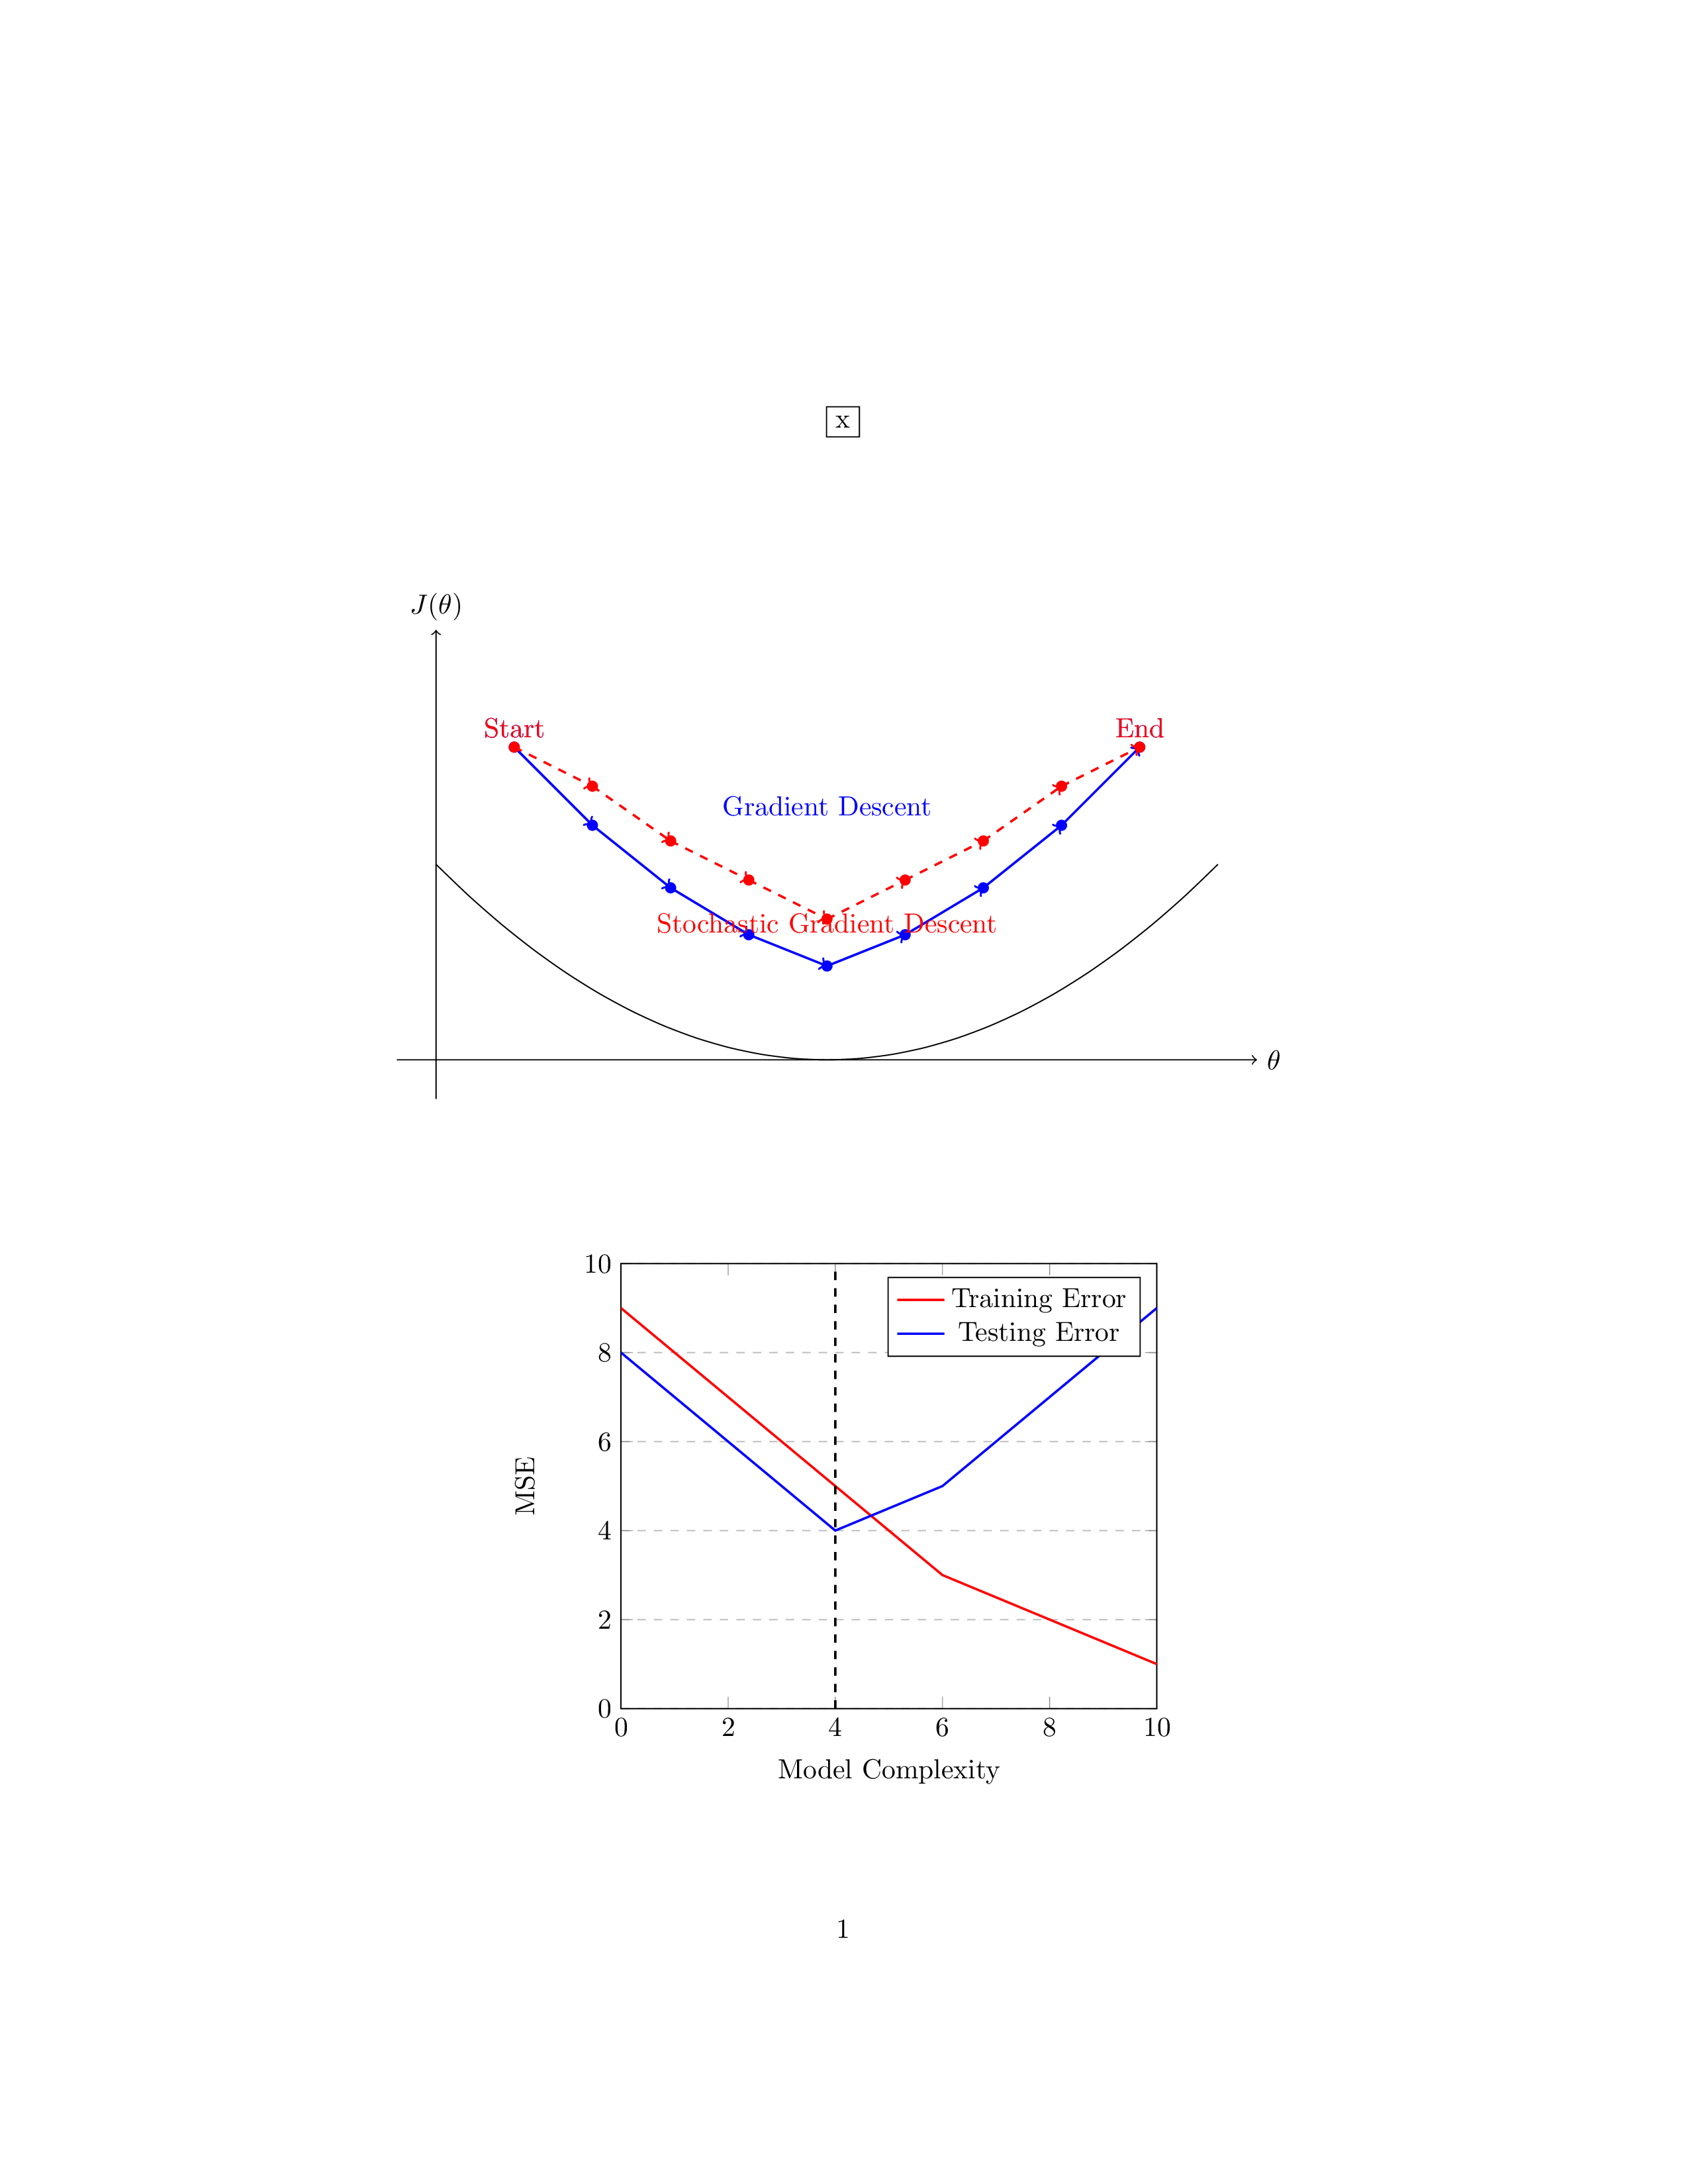 x
J(θ)
Start
End
Gradient Descent
Stochastic Gradient Descent
θ
10
Training Error
Testing Error
8
6
MSE
4
2
0
0 2 4 6 8 10
Model Complexity
1